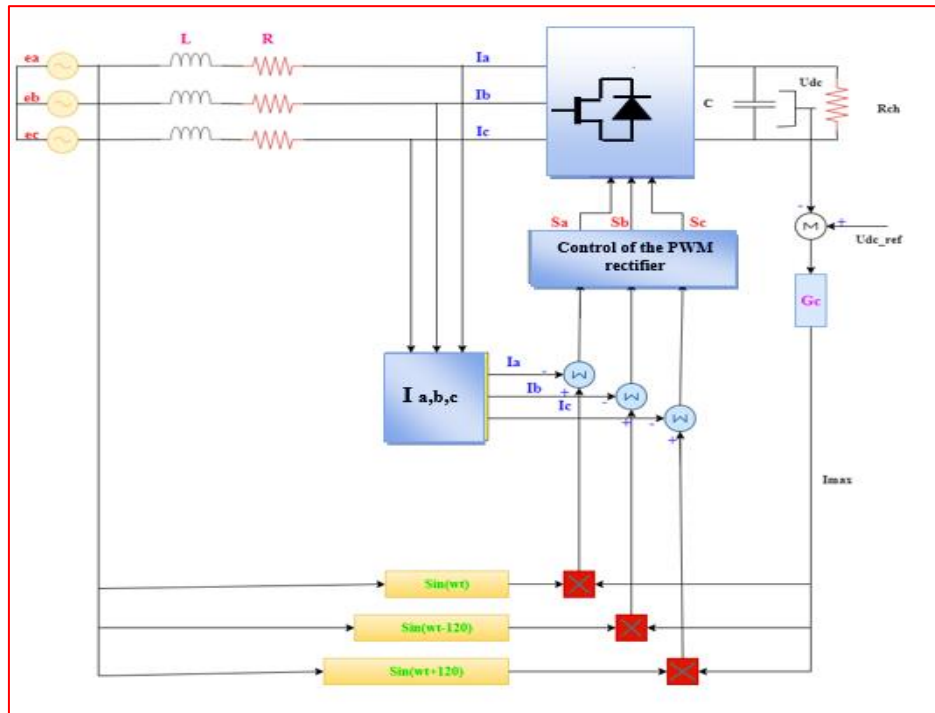 L R
ea Ia
eb Ib
ec Ic
C
Udc
Rch
Sa Sb Sc
Control of the PWM
rectifier
- +
Σ
Udc_ref
Gc
I a,b,c
Ia - Σ
+
Ib - Σ
+
Ic - Σ
+
Imax
Sin(wt)
Sin(wt-120)
Sin(wt+120)